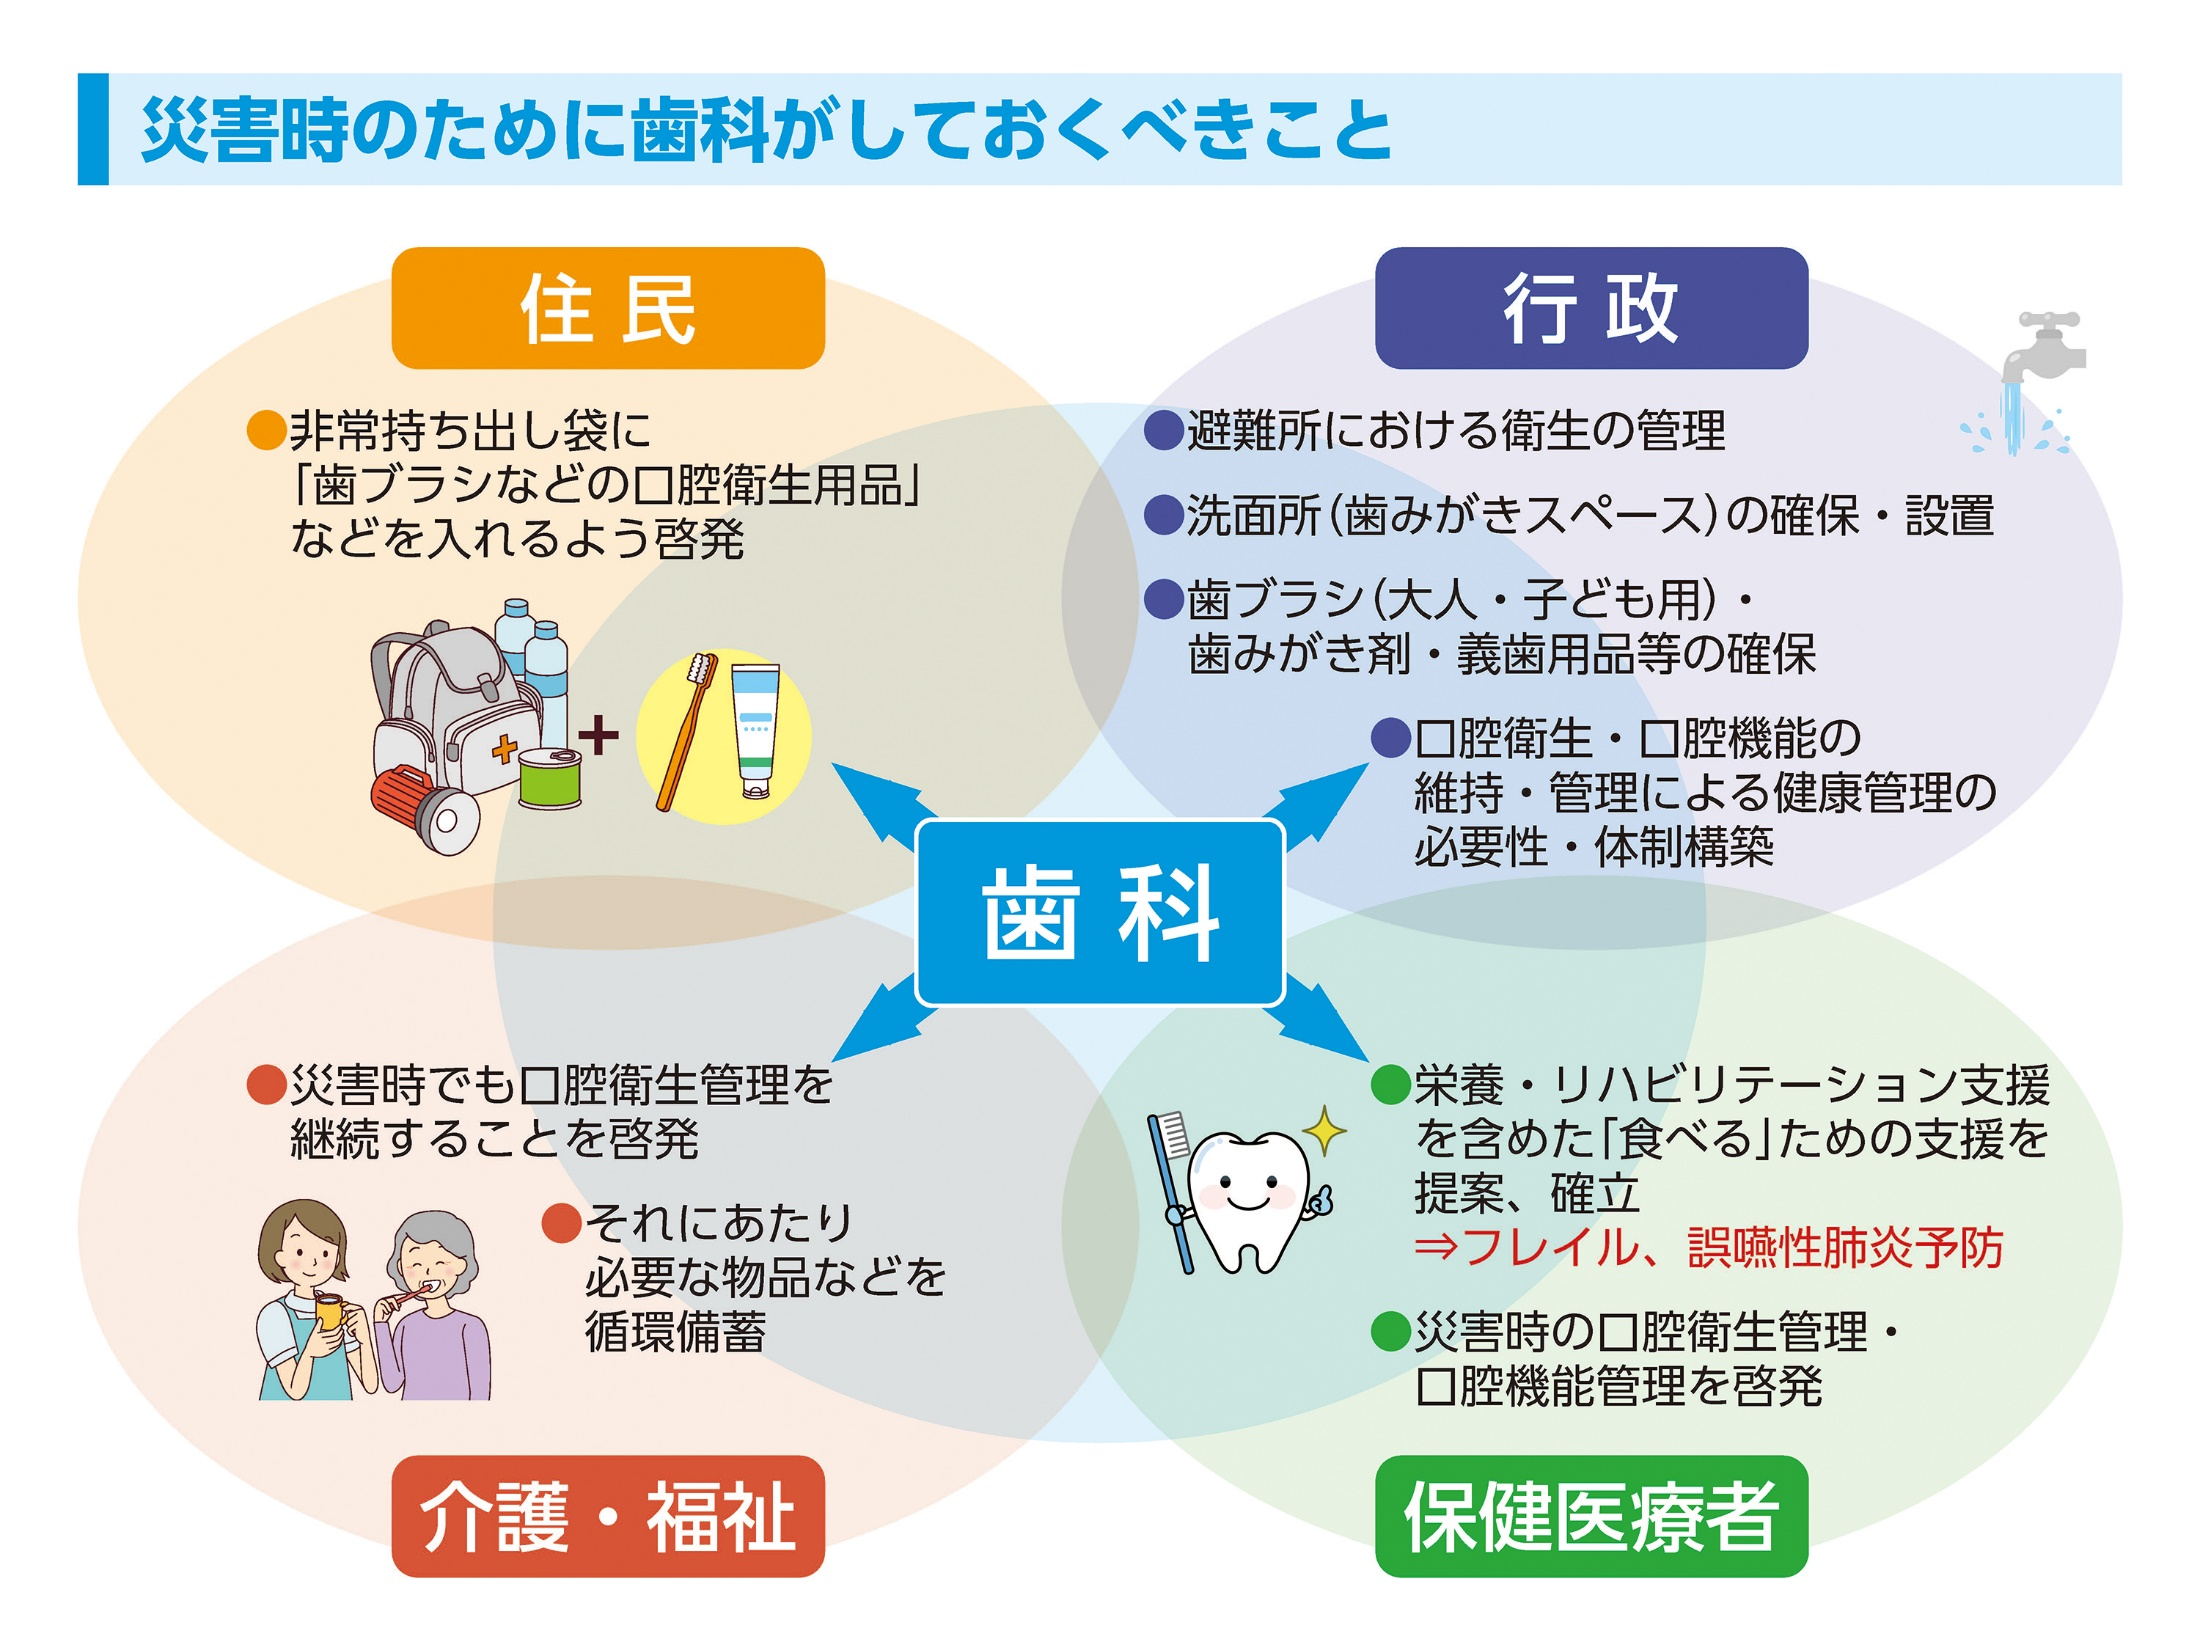 災害時のために歯科がしておくべきこと
住民
●非常持ち出し袋に
「歯ブラシなどの口腔衛生用品」
などを入れるよう啓発
+
行政
●避難所における衛生の管理
●洗面所(歯みがきスペース)の確保・設置
●歯ブラシ(大人・子ども用)・
歯みがき剤・義歯用品等の確保
●口腔衛生・口腔機能の
維持・管理による健康管理の
必要性・体制構築
歯科
●災害時でも口腔衛生管理を
継続することを啓発
●それにあたり
必要な物品などを
循環備蓄
介護・福祉
●栄養・リハビリテーション支援
を含めた「食べる」ための支援を
提案、確立
⇒フレイル、誤嚥性肺炎予防
●災害時の口腔衛生管理・
口腔機能管理を啓発
保健医療者